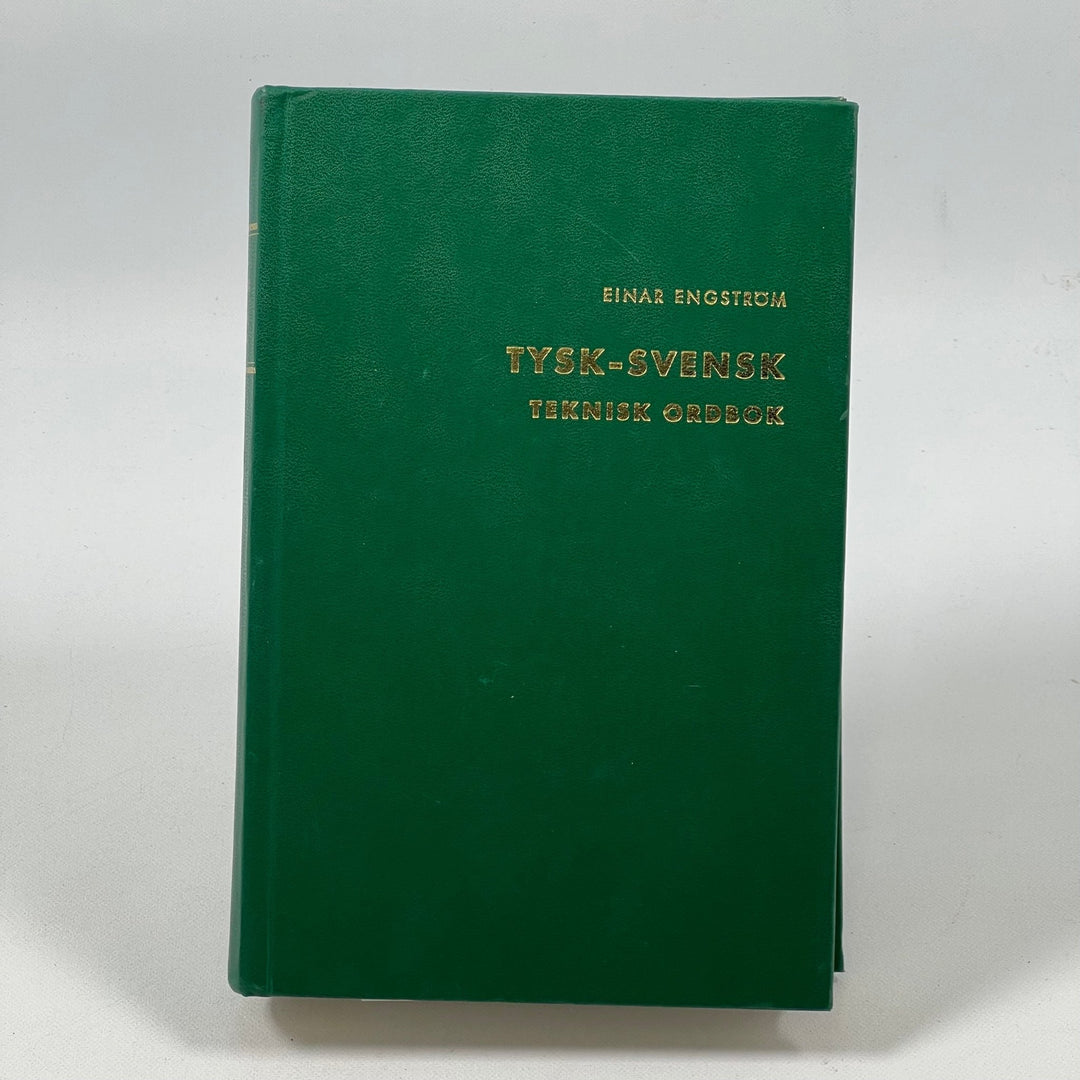 EINAR ENGSTRÖM
TYSK-SVENSK
TEKNISK ORDBOK